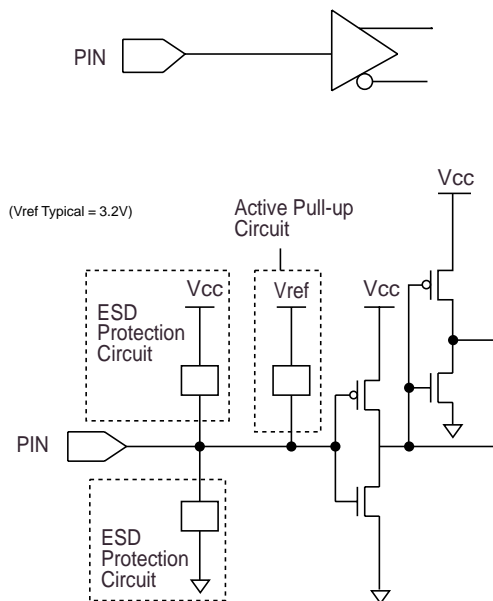 PIN
Vcc
(Vref Typical = 3.2V)
Active Pull-up
Circuit
Vcc
Vref
Vcc
ESD
Protection
Circuit
PIN
ESD
Protection
Circuit